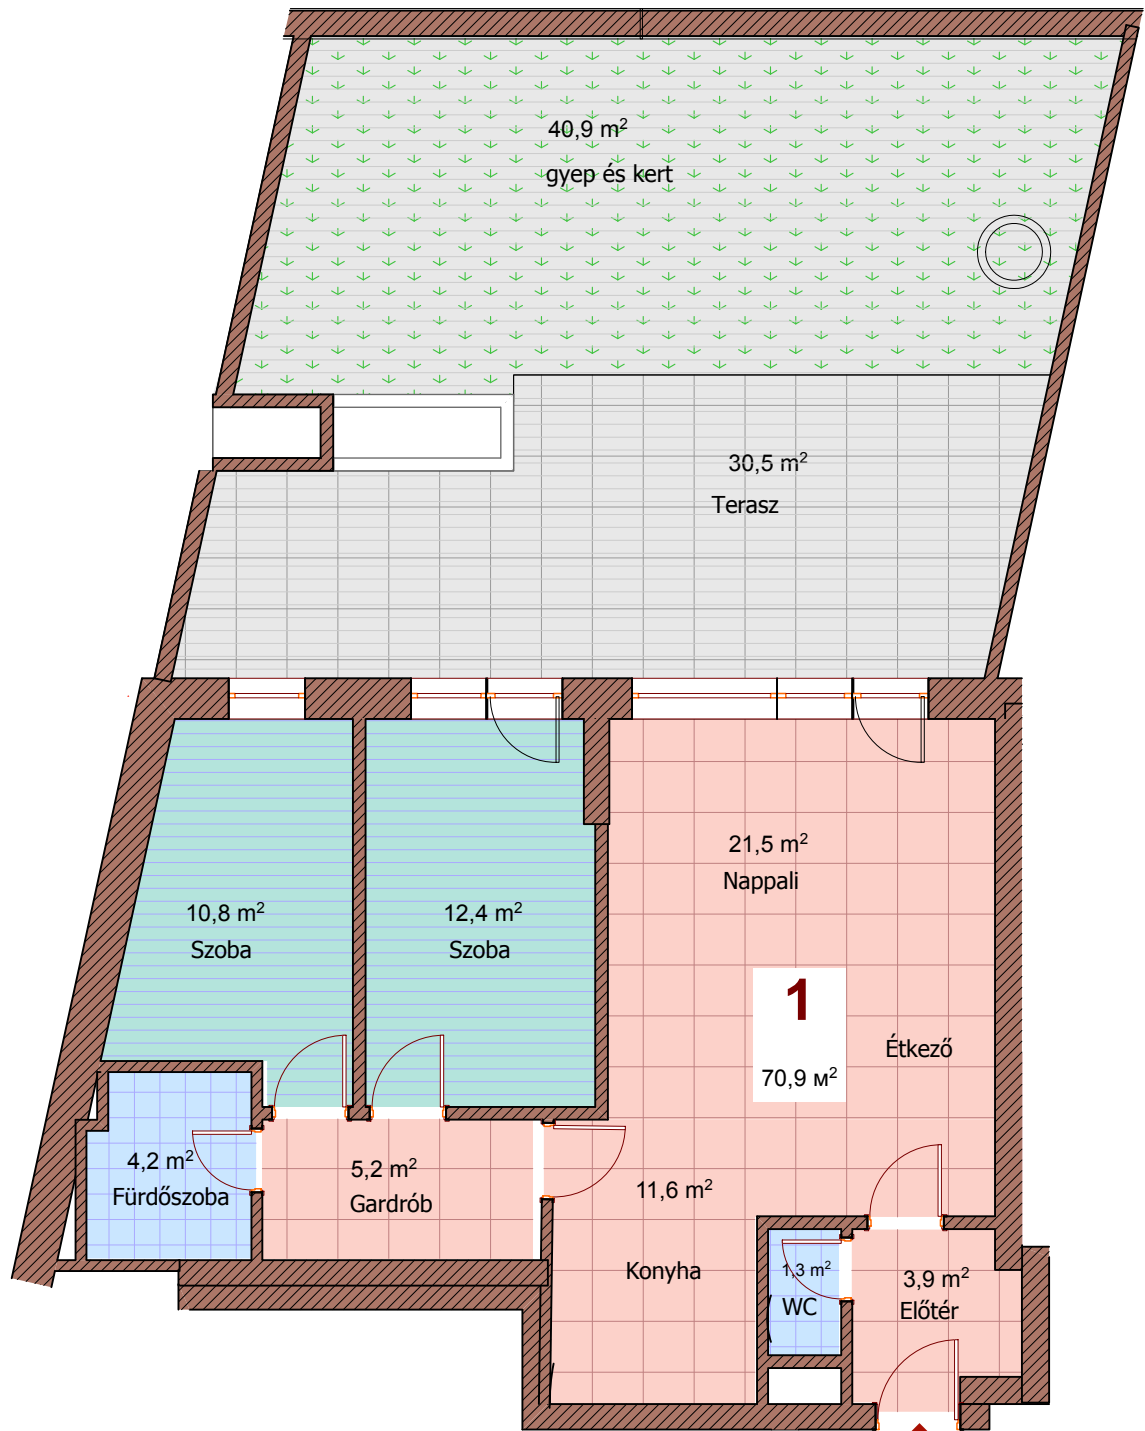 40,9 m²
gyep és kert
30,5 m²
Terasz
21,5 m²
Nappali
10,8 m²
Szoba
12,4 m²
Szoba
1
70,9 м²
Étkező
4,2 m²
Fürdőszoba
5,2 m²
Gardrób
11,6 m²
Konyha
1,3 m²
WC
3,9 m²
Előtér